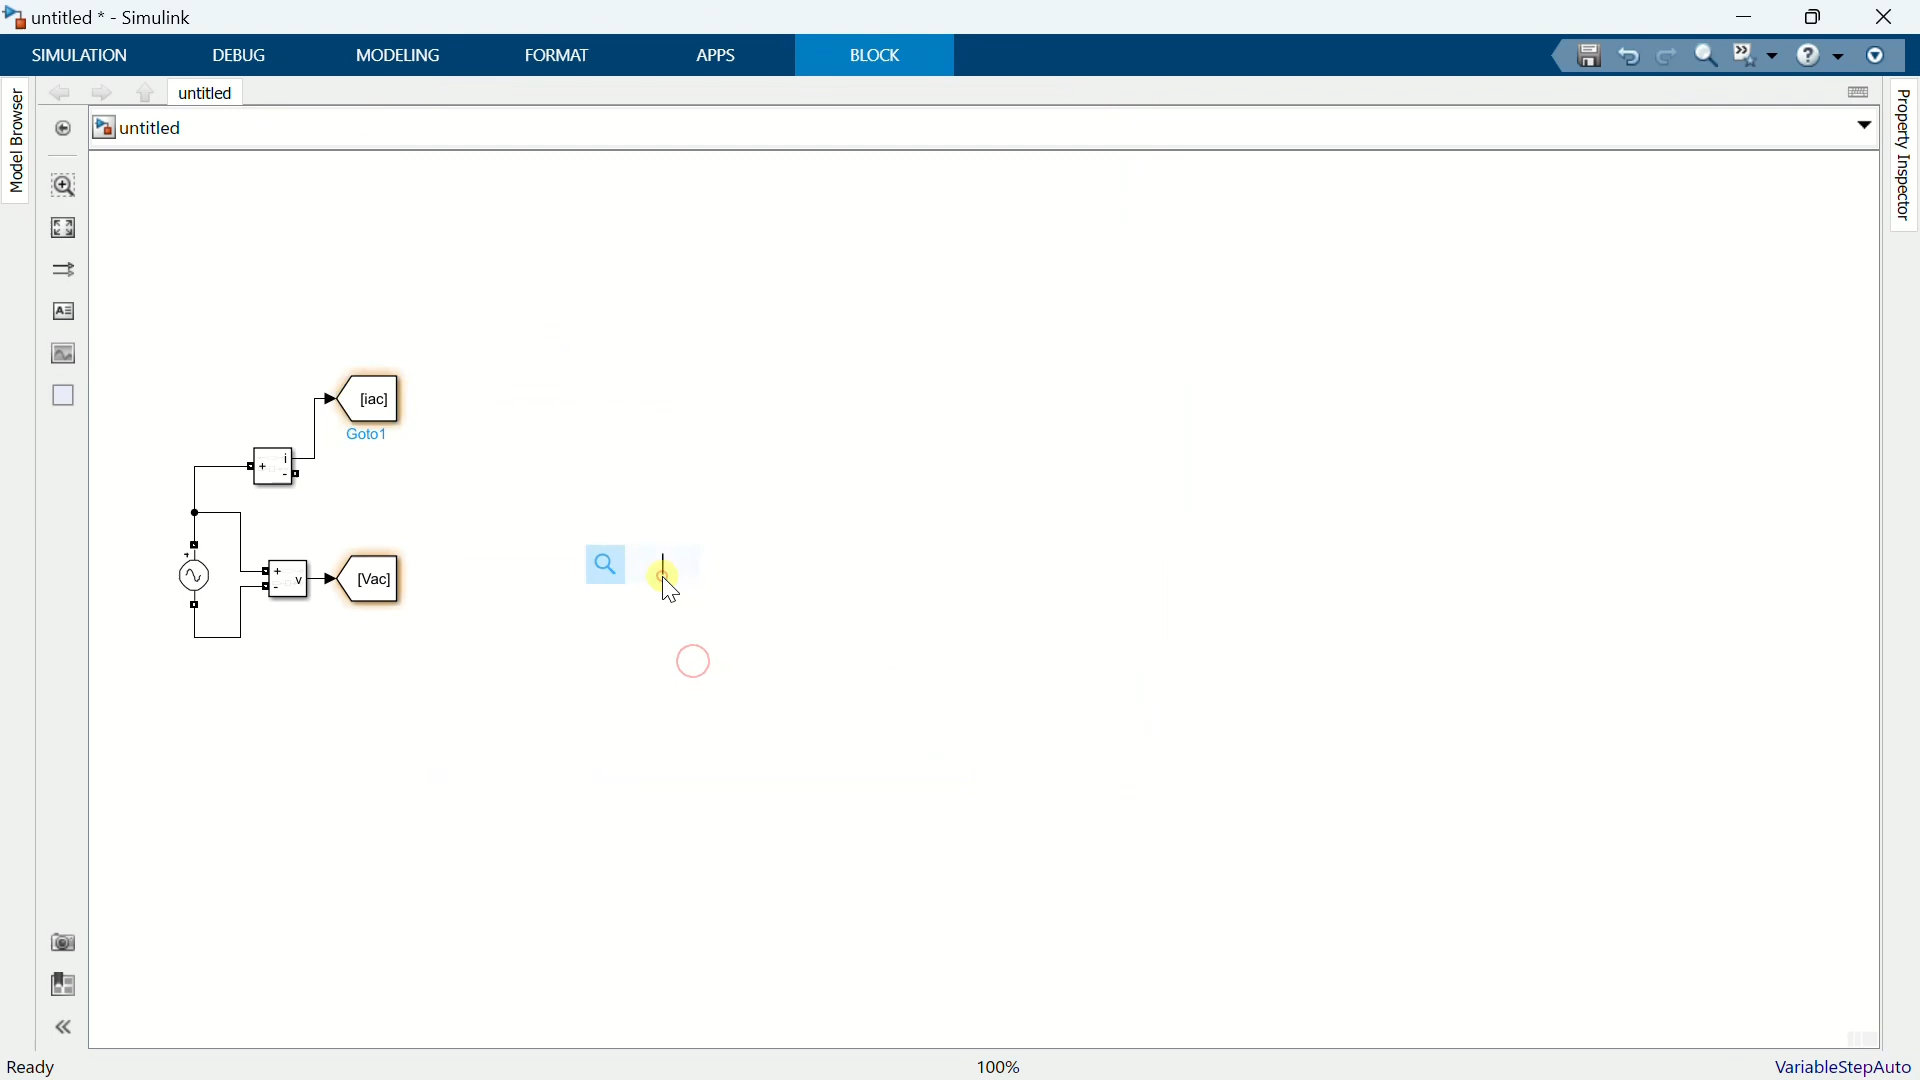 untitled * - Simulink
SIMULATION DEBUG MODELING FORMAT APPS BLOCK
untitled
untitled
Model Browser
Property Inspector
[iac]
Goto1
i
+
-
+
+
-
v
[Vac]
Ready
100%
VariableStepAuto